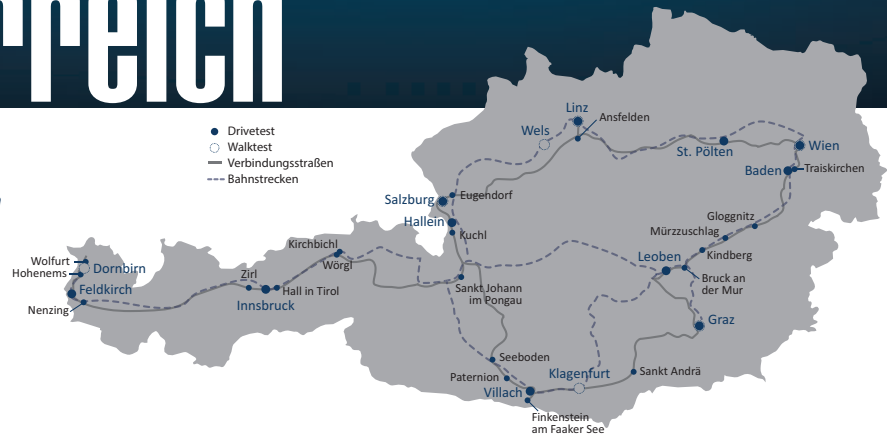 rreich
Drivetest
Walktest
Verbindungsstraßen
Bahnstrecken
Linz
Ansfelden
Wels
St. Pölten
Wien
Baden
Traiskirchen
Salzburg
Eugendorf
Hallein
Kuchl
Gloggnitz
Mürzzuschlag
Kindberg
Leoben
Bruck an
der Mur
Graz
Kirchbichl
Wörgl
Wolfurt
Hohenems
Dornbirn
Feldkirch
Nenzing
Zirl
Hall in Tirol
Innsbruck
Sankt Johann
im Pongau
Seeboden
Paternion
Villach
Klagenfurt
Sankt Andrä
Finkenstein
am Faaker See